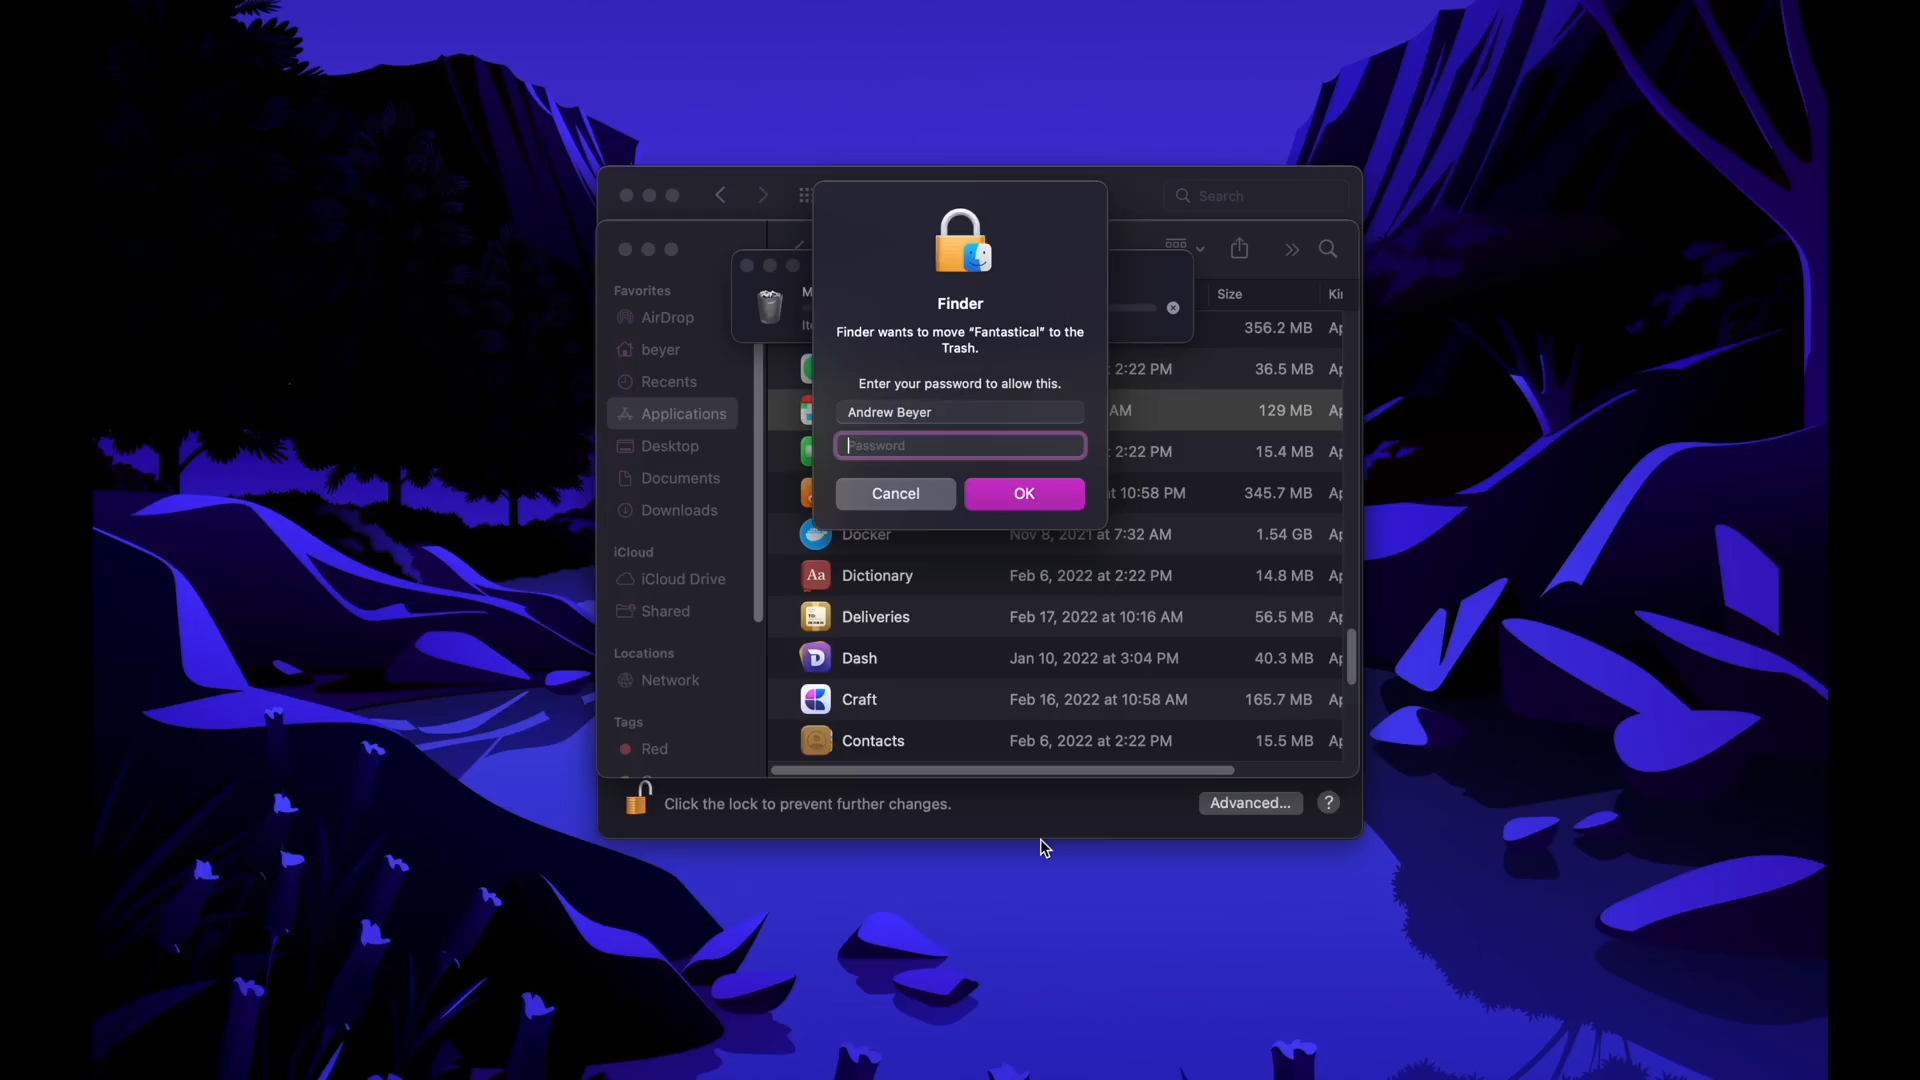 Search
Finder
Finder wants to move “Fantastical” to the
Trash.
Enter your password to allow this.
Andrew Beyer
Password
Cancel
OK
Favorites
AirDrop
beyer
Recents
Applications
Desktop
Documents
Downloads
iCloud
iCloud Drive
Shared
Locations
Network
Tags
Red
Size
356.2 MB
2:22 PM 36.5 MB
AM 129 MB
2:22 PM 15.4 MB
at 10:58 PM 345.7 MB
Docker Nov 8, 2021 at 7:32 AM 1.54 GB
Dictionary Feb 6, 2022 at 2:22 PM 14.8 MB
Deliveries Feb 17, 2022 at 10:16 AM 56.5 MB
Dash Jan 10, 2022 at 3:04 PM 40.3 MB
Craft Feb 16, 2022 at 10:58 AM 165.7 MB
Contacts Feb 6, 2022 at 2:22 PM 15.5 MB
Click the lock to prevent further changes.
Advanced...
?